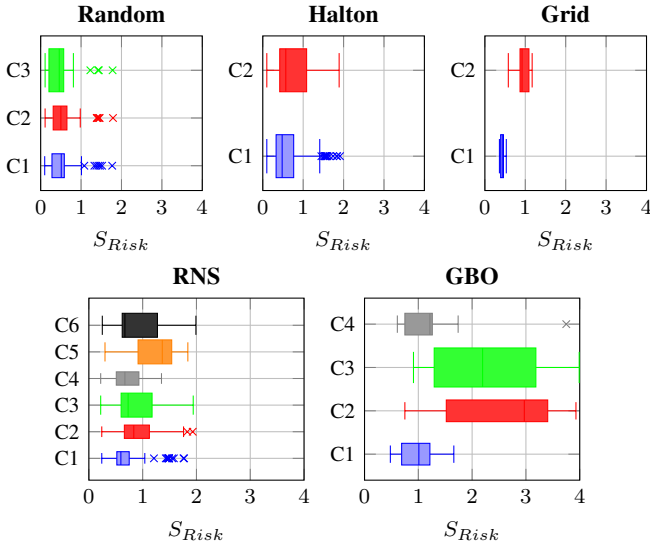 Random
Halton
Grid
C3
C2
C1
0 1 2 3 4
S_Risk
C2
C1
0 1 2 3 4
S_Risk
C2
C1
0 1 2 3 4
S_Risk
RNS
GBO
C6
C5
C4
C3
C2
C1
0 1 2 3 4
S_Risk
C4
C3
C2
C1
0 1 2 3 4
S_Risk